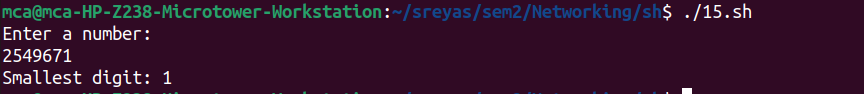 mca@mca-HP-Z238-Microtower-Workstation:~/sreyas/sem2/Networking/sh$ ./15.sh
Enter a number:
2549671
Smallest digit: 1